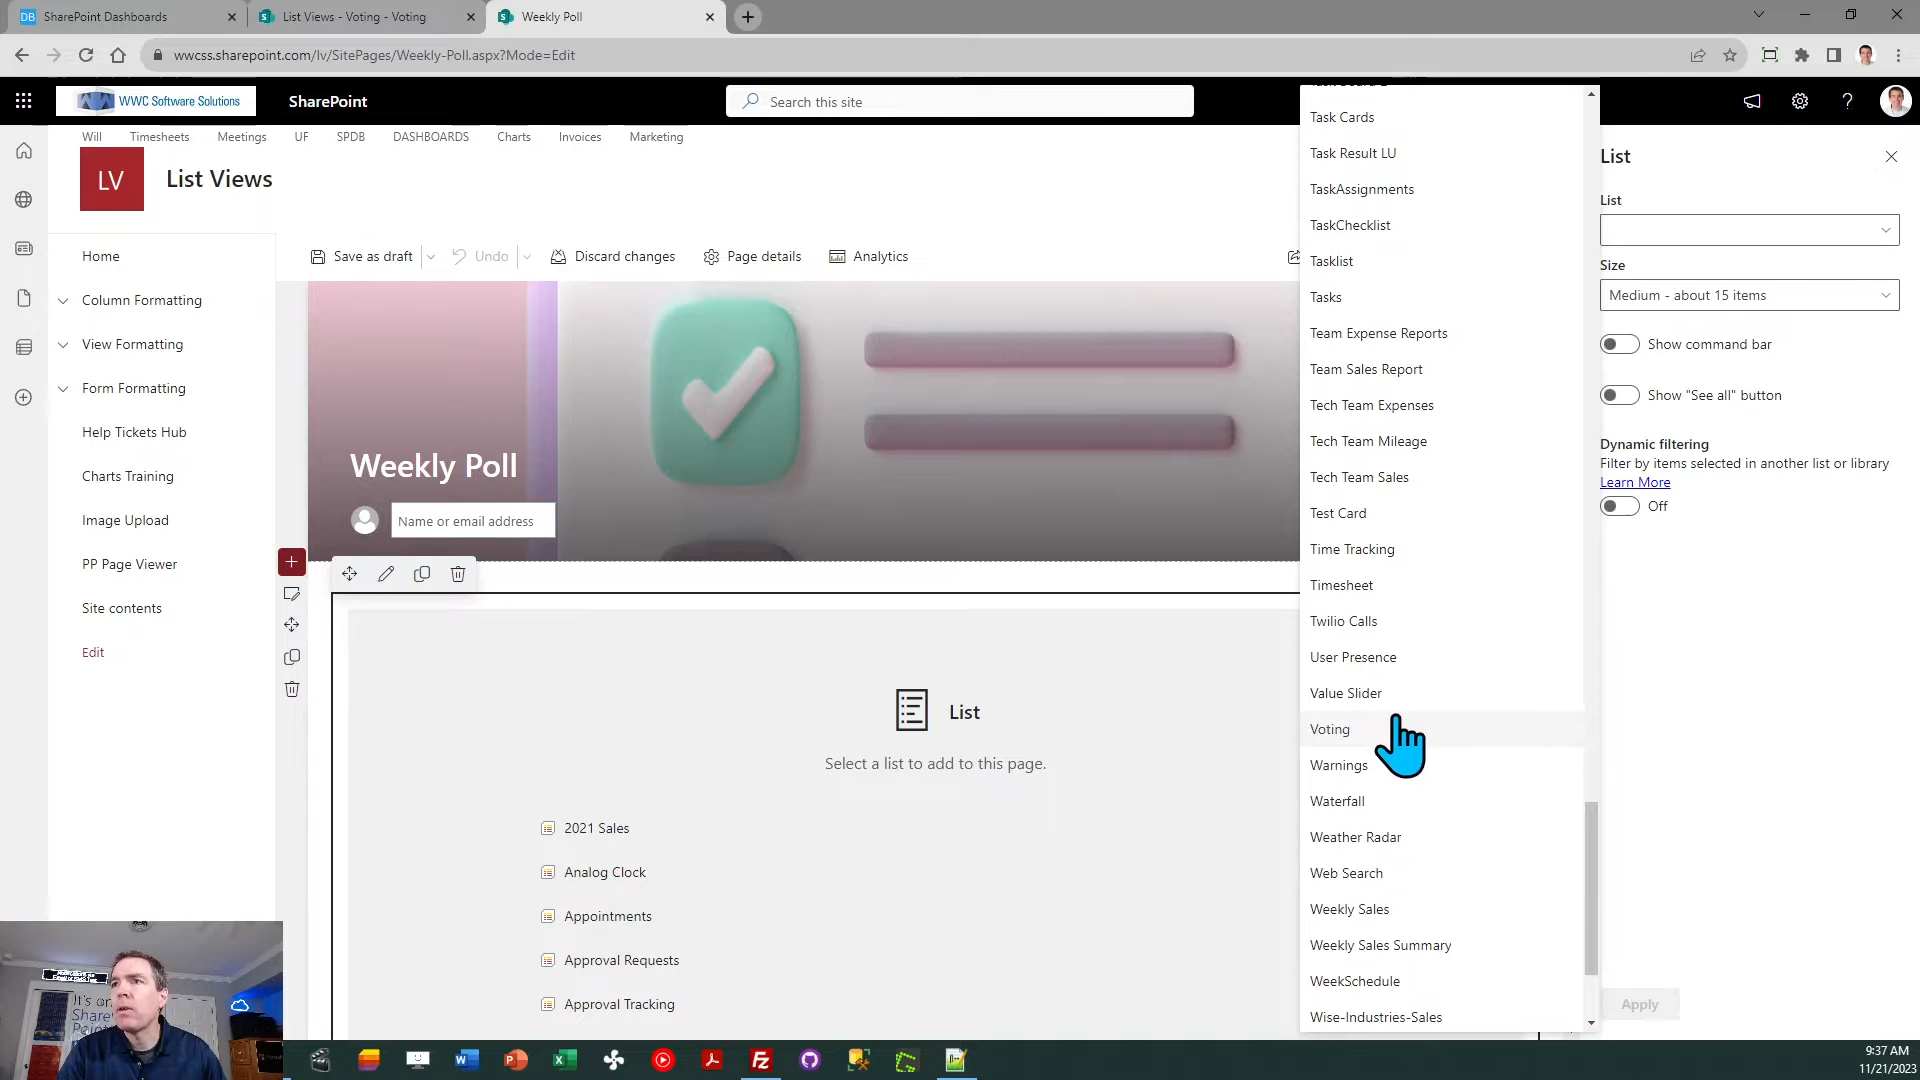 SharePoint Dashboards
List Views - Voting - Voting
Weekly Poll
wwcss.sharepoint.com/lv/SitePages/Weekly-Poll.aspx?Mode=Edit
WWC Software Solutions
SharePoint
Search this site
Will
Timesheets
Meetings
UF
SPDB
DASHBOARDS
Charts
Invoices
Marketing
LV
List Views
Home
Column Formatting
View Formatting
Form Formatting
Help Tickets Hub
Charts Training
Image Upload
PP Page Viewer
Site contents
Edit
Save as draft
Undo
Discard changes
Page details
Analytics
Weekly Poll
Name or email address
List
Select a list to add to this page.
2021 Sales
Analog Clock
Appointments
Approval Requests
Approval Tracking
Task Cards
Task Result LU
TaskAssignments
TaskChecklist
Tasklist
Tasks
Team Expense Reports
Team Sales Report
Tech Team Expenses
Tech Team Mileage
Tech Team Sales
Test Card
Time Tracking
Timesheet
Twilio Calls
User Presence
Value Slider
Voting
Warnings
Waterfall
Weather Radar
Web Search
Weekly Sales
Weekly Sales Summary
WeekSchedule
Wise-Industries-Sales
List
List
Size
Medium - about 15 items
Show command bar
Show "See all" button
Dynamic filtering
Filter by items selected in another list or library
Learn More
Off
Apply
It's on
Share
Point
9:37 AM
11/21/2023